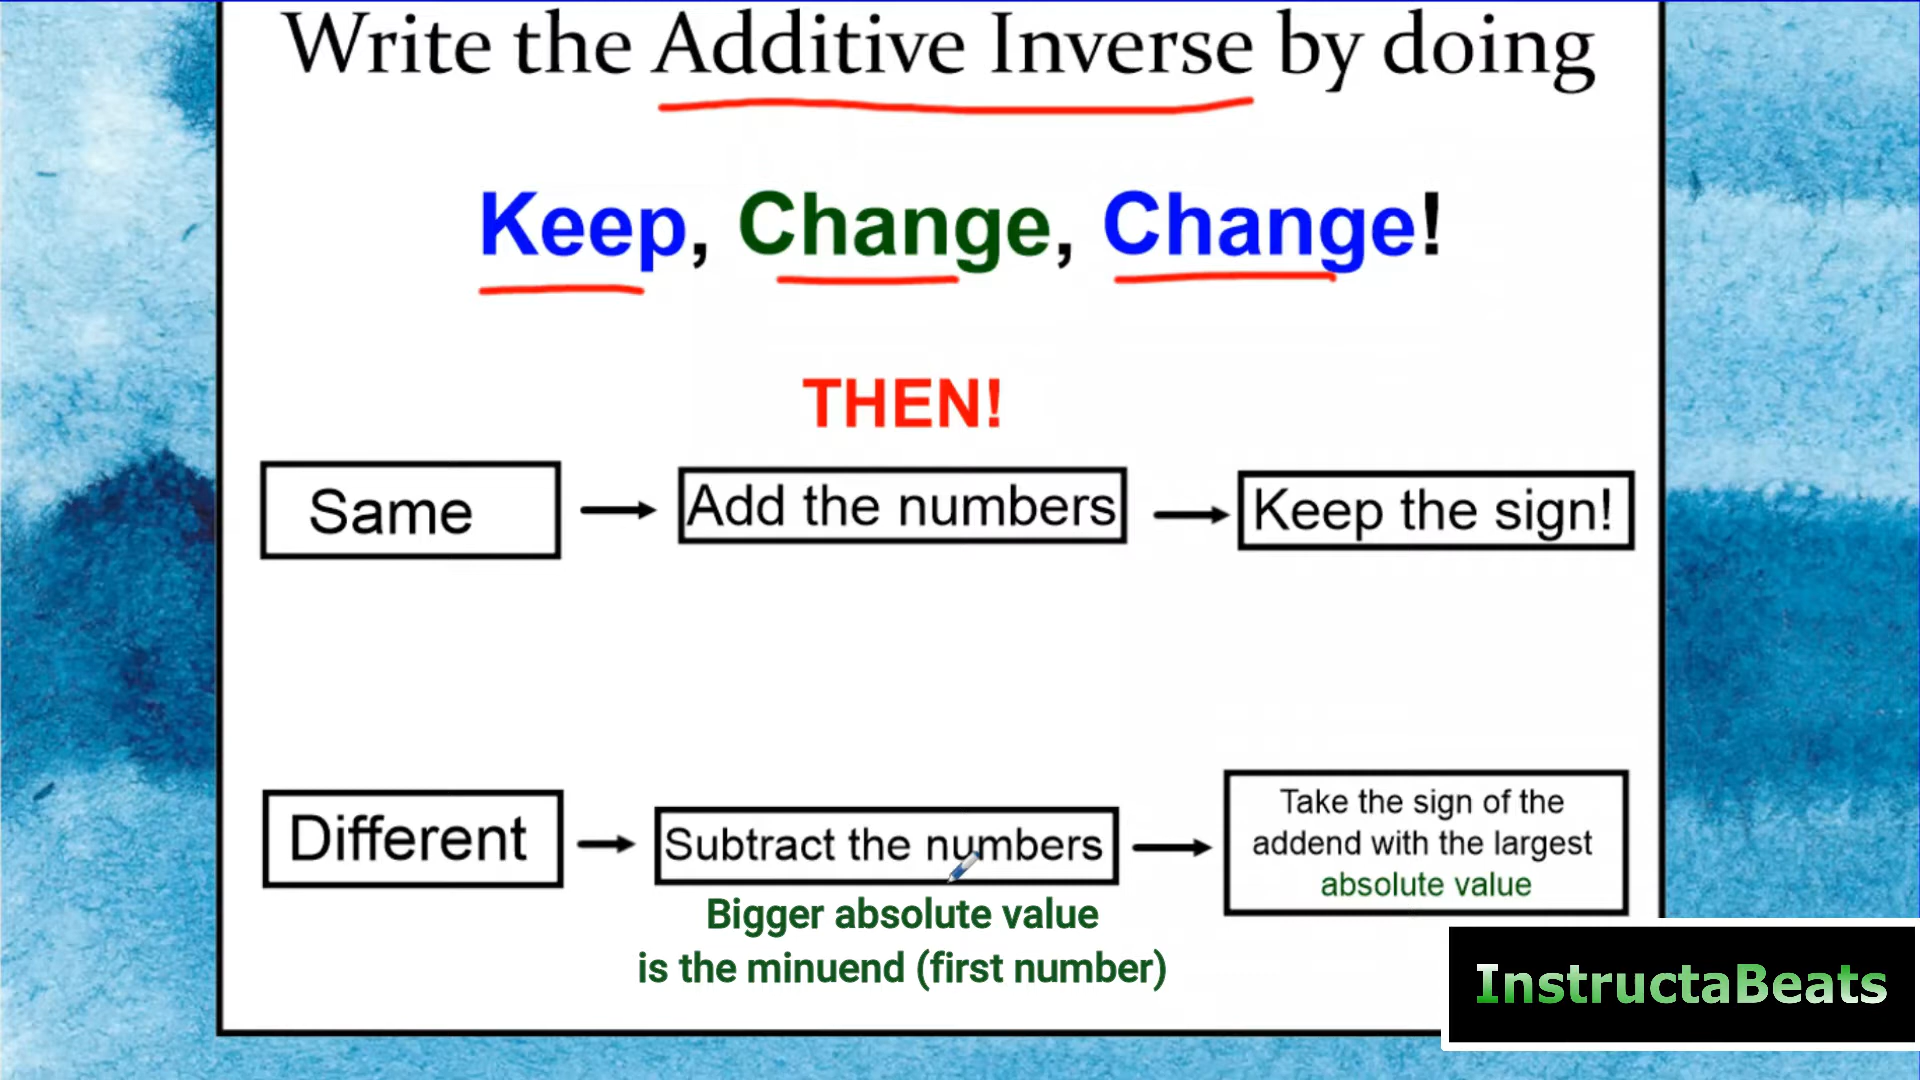 Write the Additive Inverse by doing
Keep, Change, Change!
THEN!
Same
Add the numbers
Keep the sign!
Different
Subtract the numbers
Bigger absolute value
is the minuend (first number)
Take the sign of the
addend with the largest
absolute value
InstructaBeats